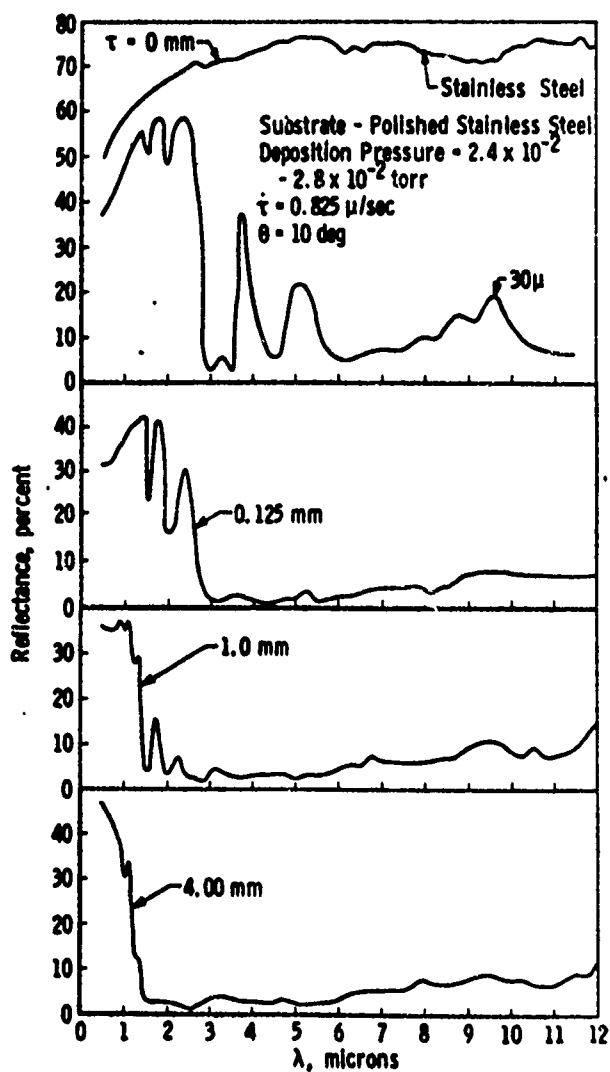 80
τ = 0 mm
70
Stainless Steel
60
Substrate - Polished Stainless Steel
Deposition Pressure = 2.4 x 10⁻²
50
- 2.8 x 10⁻² torr
40
τ̇ = 0.825 μ/sec
θ = 10 deg
30
20
30μ
10
0
40
30
20
0.125 mm
10
0
Reflectance, percent
30
1.0 mm
20
10
0
40
30
4.00 mm
20
10
0
0 1 2 3 4 5 6 7 8 9 10 11 12
λ, microns